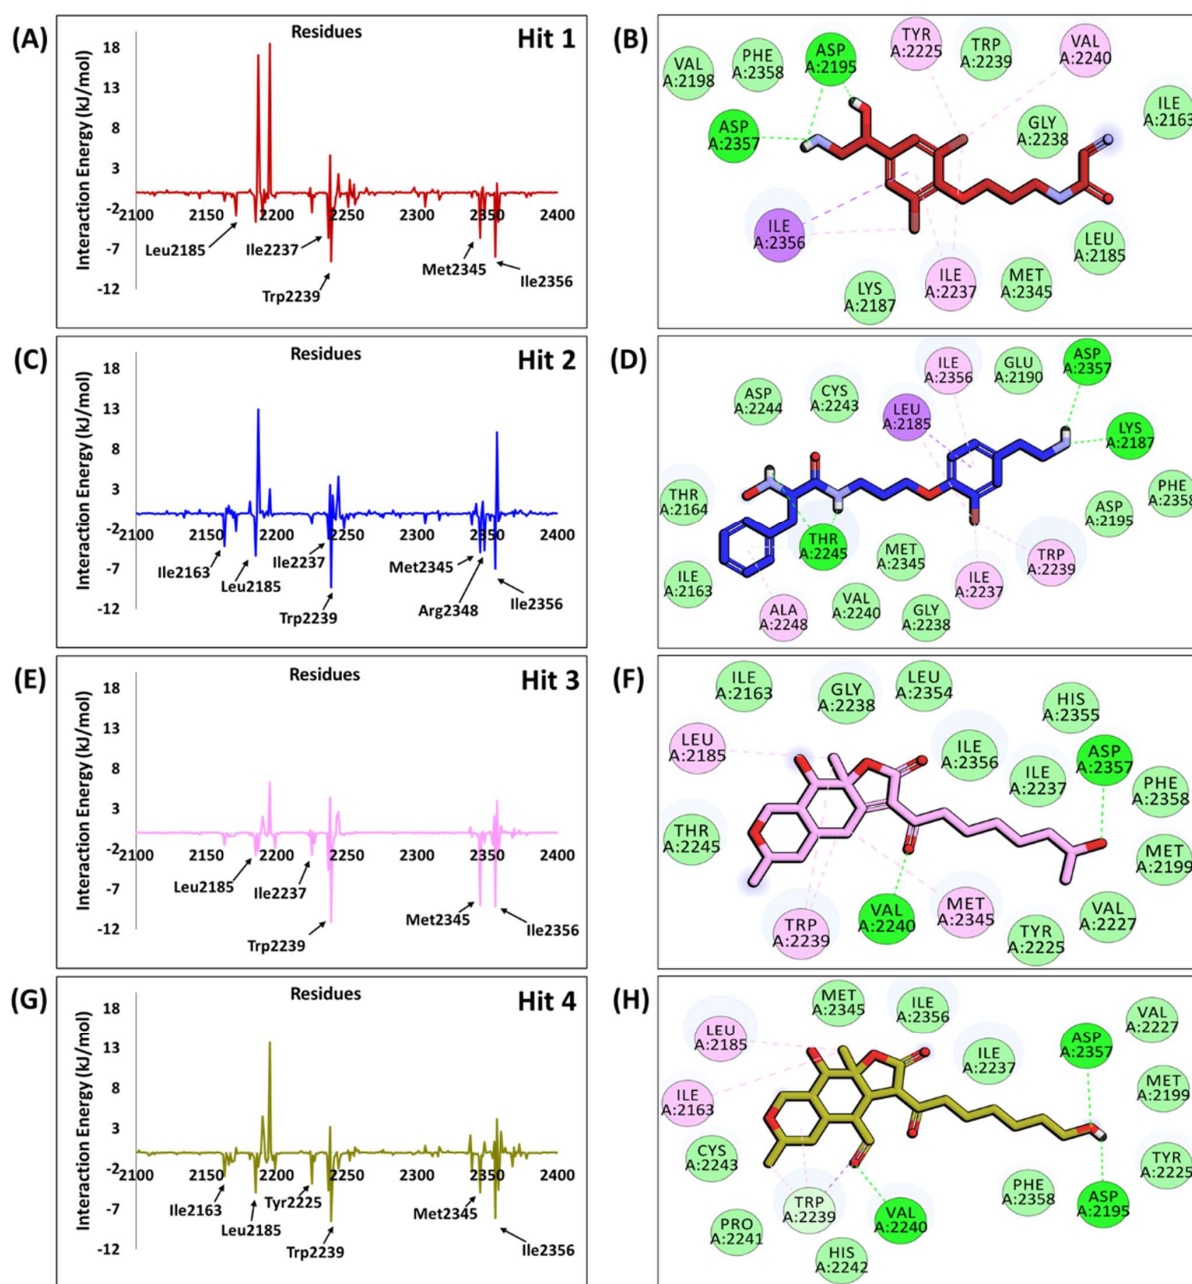 (A)
Residues
Hit 1
18
13
8
3
-2
-7
-12
Interaction Energy (kJ/mol)
2100
2150
2200
2250
2300
2350
2400
Leu2185
Ile2237
Trp2239
Met2345
Ile2356
(B)
VAL
A:2198
PHE
A:2358
ASP
A:2195
TYR
A:2225
TRP
A:2239
VAL
A:2240
ILE
A:2163
ASP
A:2357
GLY
A:2238
ILE
A:2356
LEU
A:2185
LYS
A:2187
ILE
A:2237
MET
A:2345
(C)
Residues
Hit 2
18
13
8
3
-2
-7
-12
Interaction Energy (kJ/mol)
2100
2150
2200
2250
2300
2350
2400
Ile2163
Leu2185
Ile2237
Trp2239
Met2345
Arg2348
Ile2356
(D)
ASP
A:2244
CYS
A:2243
ILE
A:2356
GLU
A:2190
ASP
A:2357
LEU
A:2185
LYS
A:2187
THR
A:2164
PHE
A:2358
ASP
A:2195
THR
A:2245
MET
A:2345
TRP
A:2239
ILE
A:2163
ILE
A:2237
ALA
A:2248
VAL
A:2240
GLY
A:2238
(E)
Residues
Hit 3
18
13
8
3
-2
-7
-12
Interaction Energy (kJ/mol)
2100
2150
2200
2250
2300
2350
2400
Leu2185
Ile2237
Trp2239
Met2345
Ile2356
(F)
ILE
A:2163
GLY
A:2238
LEU
A:2354
HIS
A:2355
LEU
A:2185
ILE
A:2356
ILE
A:2237
ASP
A:2357
PHE
A:2358
THR
A:2245
MET
A:2199
TRP
A:2239
VAL
A:2240
MET
A:2345
TYR
A:2225
VAL
A:2227
(G)
Residues
Hit 4
18
13
8
3
-2
-7
-12
Interaction Energy (kJ/mol)
2100
2150
2200
2250
2300
2350
2400
Ile2163
Leu2185
Tyr2225
Trp2239
Met2345
Ile2356
(H)
MET
A:2345
ILE
A:2356
VAL
A:2227
LEU
A:2185
ILE
A:2237
ASP
A:2357
ILE
A:2163
MET
A:2199
CYS
A:2243
TYR
A:2225
TRP
A:2239
PHE
A:2358
ASP
A:2195
PRO
A:2241
VAL
A:2240
HIS
A:2242